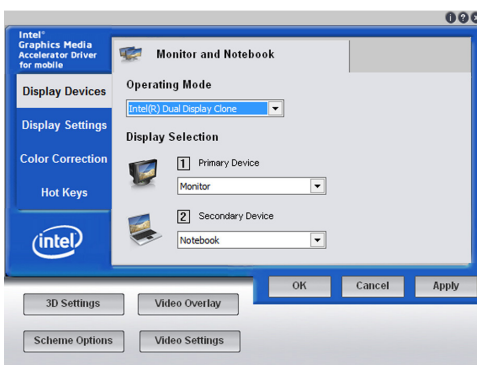 Intel®
Graphics Media
Accelerator Driver
for mobile
Monitor and Notebook
Display Devices
Display Settings
Color Correction
Hot Keys
intel
Operating Mode
Intel(R) Dual Display Clone
Display Selection
1 Primary Device
Monitor
2 Secondary Device
Notebook
OK Cancel Apply
3D Settings Video Overlay
Scheme Options Video Settings